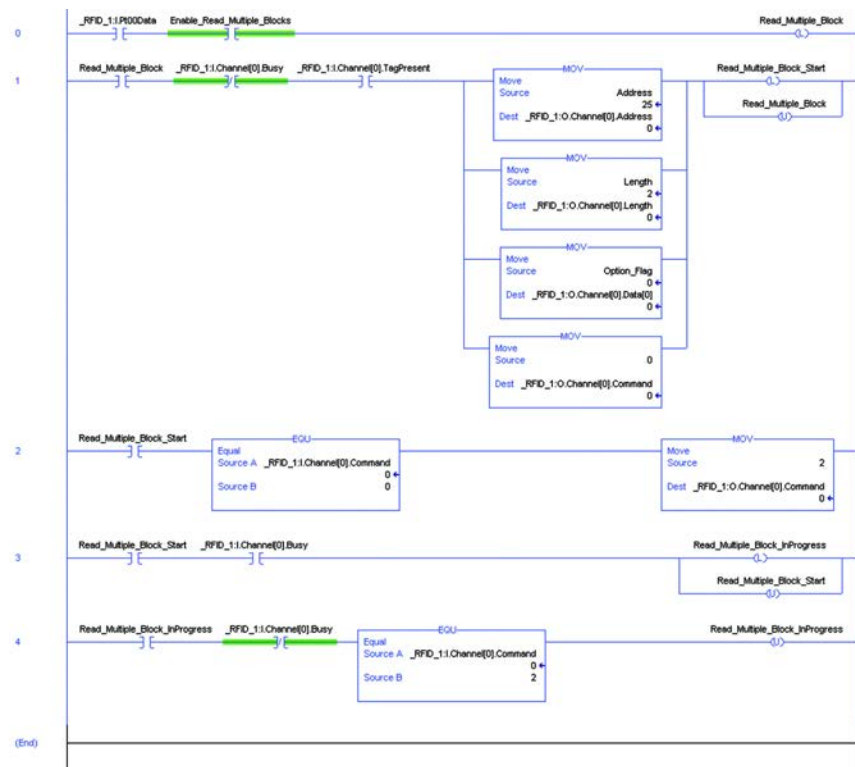 _RFID_1:I.Pt00Data Enable_Read_Multiple_Blocks Read_Multiple_Block
0 L
Read_Multiple_Block _RFID_1:I.Channel[0].Busy _RFID_1:I.Channel[0].TagPresent MOV Read_Multiple_Block_Start
1 Move L
Source Address
25
Read_Multiple_Block
U
Dest _RFID_1:O.Channel[0].Address
0
MOV
Move
Source Length
2
Dest _RFID_1:O.Channel[0].Length
0
MOV
Move
Source Option_Flag
0
Dest _RFID_1:O.Channel[0].Data[0]
0
MOV
Move
Source 0
Dest _RFID_1:O.Channel[0].Command
0
Read_Multiple_Block_Start EQU MOV
2 Equal Move
Source A _RFID_1:I.Channel[0].Command Source 2
0
Source B 0 Dest _RFID_1:O.Channel[0].Command
0
Read_Multiple_Block_Start _RFID_1:I.Channel[0].Busy Read_Multiple_Block_InProgress
3 L
Read_Multiple_Block_Start
U
Read_Multiple_Block_InProgress _RFID_1:I.Channel[0].Busy EQU Read_Multiple_Block_InProgress
4 Equal U
Source A _RFID_1:I.Channel[0].Command
0
Source B 2
(End)